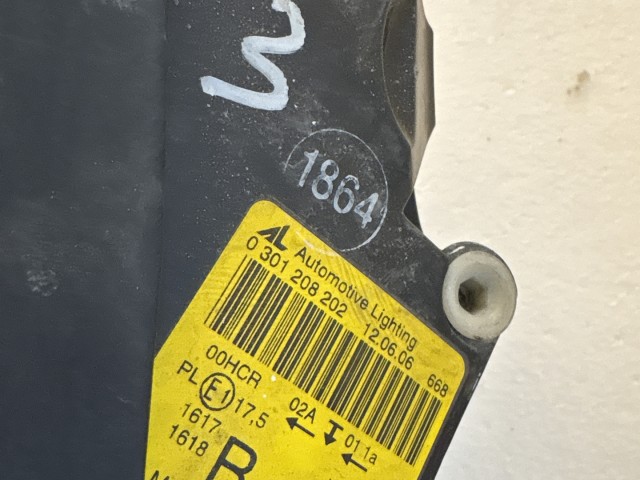 3
1864
AL Automotive Lighting
0 301 208 202 12.06.06 668
00HCR 02A 01 1a
PL E1 17,5
1617
1618
R